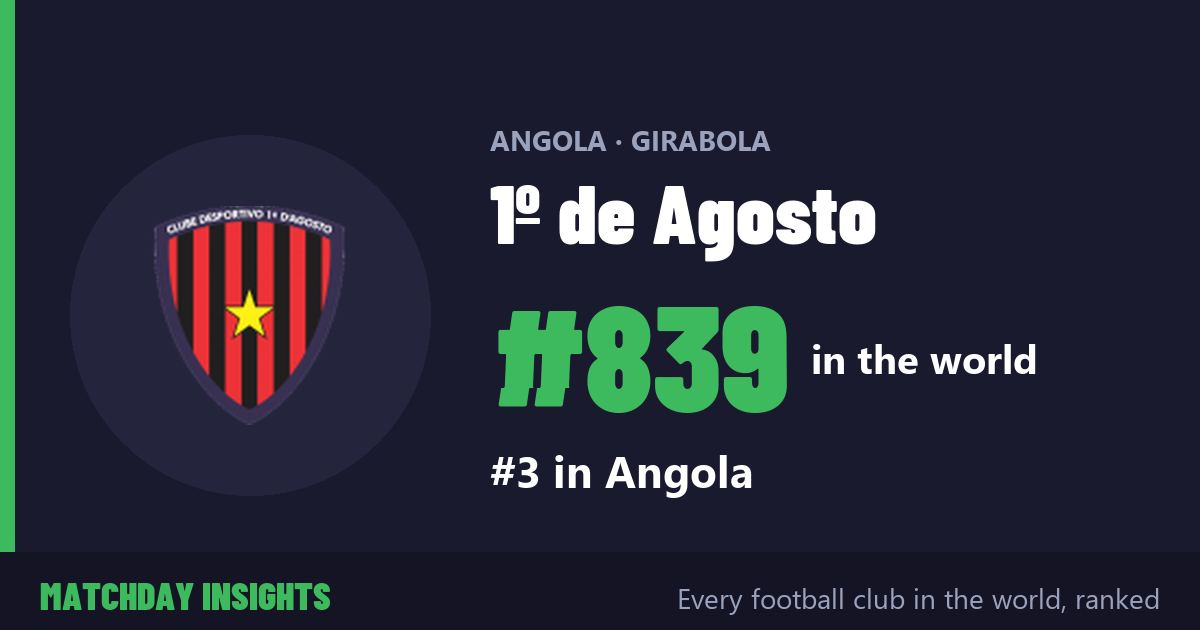 CLUBE DESPORTIVO 1º D'AGOSTO
ANGOLA · GIRABOLA
1º de Agosto
#839 in the world
#3 in Angola
MATCHDAY INSIGHTS
Every football club in the world, ranked